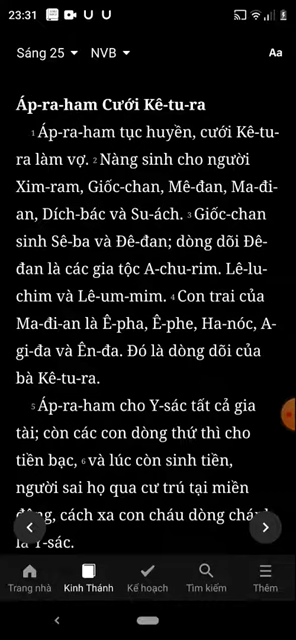 23:31
Sáng 25 NVB Aa
Áp-ra-ham Cưới Kê-tu-ra
1 Áp-ra-ham tục huyền, cưới Kê-tu-
ra làm vợ. 2 Nàng sinh cho người
Xim-ram, Giốc-chan, Mê-đan, Ma-đi-
an, Dích-bác và Su-ách. 3 Giốc-chan
sinh Sê-ba và Đê-đan; dòng dõi Đê-
đan là các gia tộc A-chu-rim. Lê-tu-
chim và Lê-um-mim. 4 Con trai của
Ma-đi-an là Ê-pha, Ê-phe, Ha-nóc, A-
gi-đa và Ên-đa. Đó là dòng dõi của
bà Kê-tu-ra.
5 Áp-ra-ham cho Y-sác tất cả gia
tài; còn các con dòng thứ thì cho
tiền bạc, 6 và lúc còn sinh tiền,
người sai họ qua cư trú tại miền
đông, cách xa con cháu dòng chánh
là Y-sác.
Trang nhà Kinh Thánh Kế hoạch Tìm kiếm Thêm